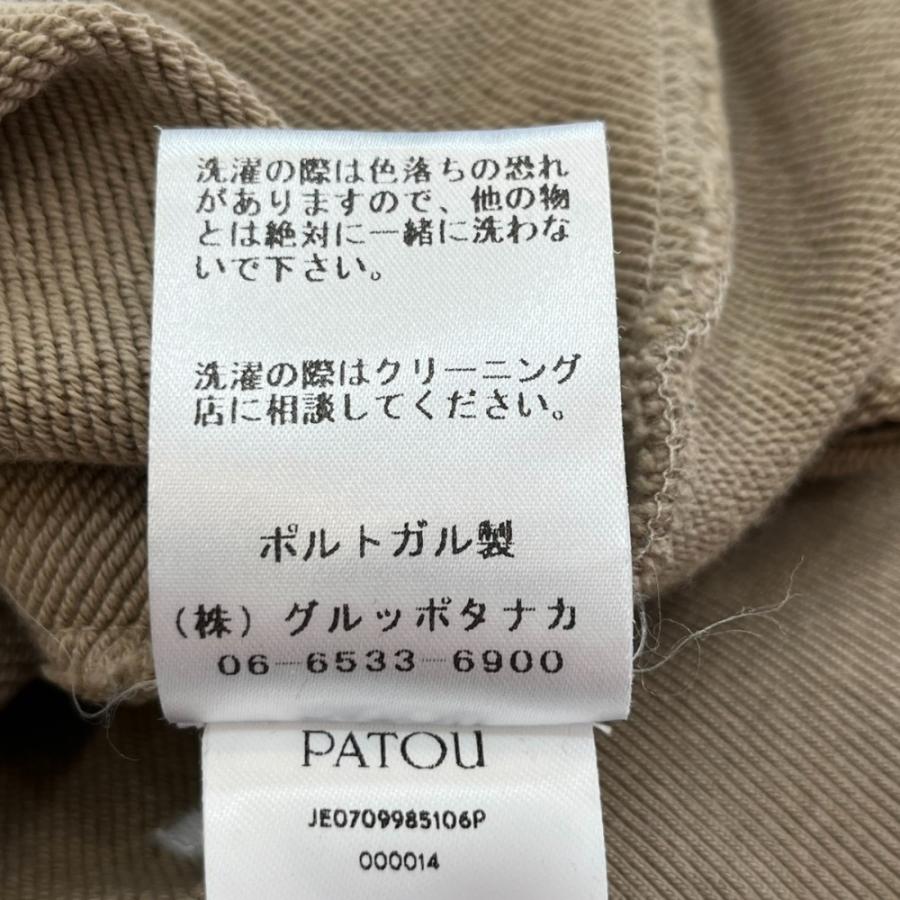 洗濯の際は色落ちの恐れ
がありますので、他の物
とは絶対に一緒に洗わな
いで下さい。
洗濯の際はクリーニング
店に相談してください。
ポルトガル製
（株）グルッポタナカ
06-6533-6900
PATOU
JE0709985106P
000014